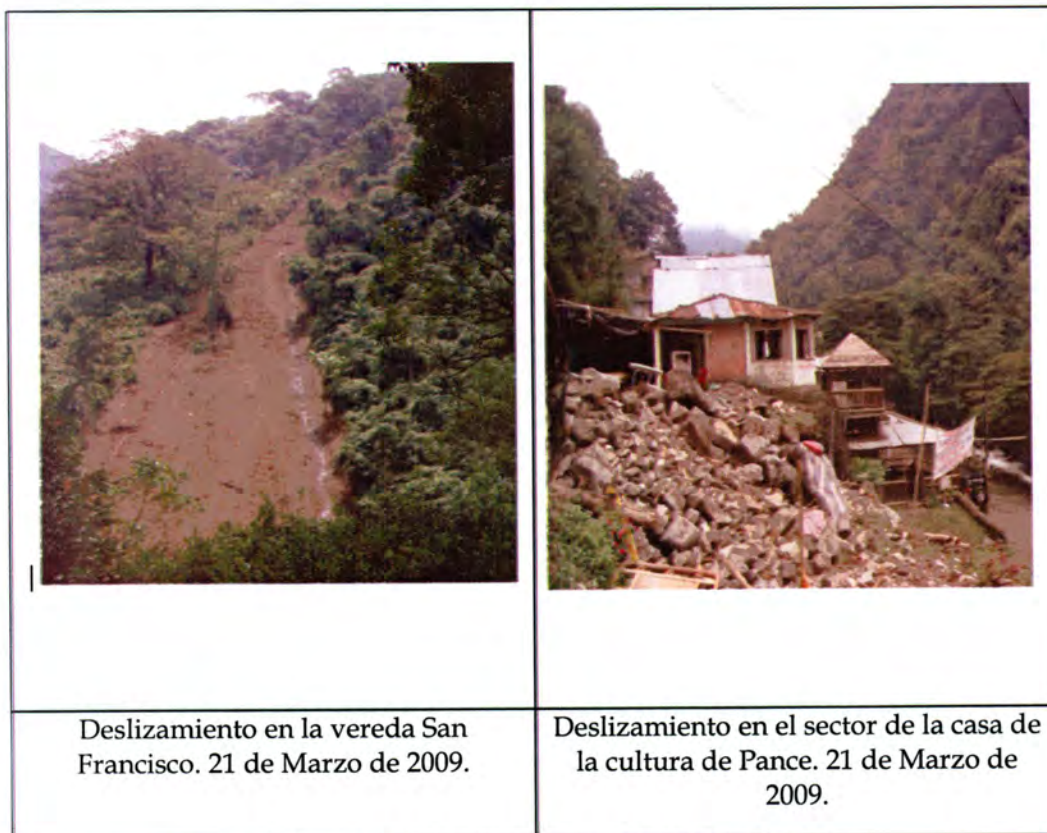 Deslizamiento en la vereda San
Francisco. 21 de Marzo de 2009.
Deslizamiento en el sector de la casa de
la cultura de Pance. 21 de Marzo de
2009.